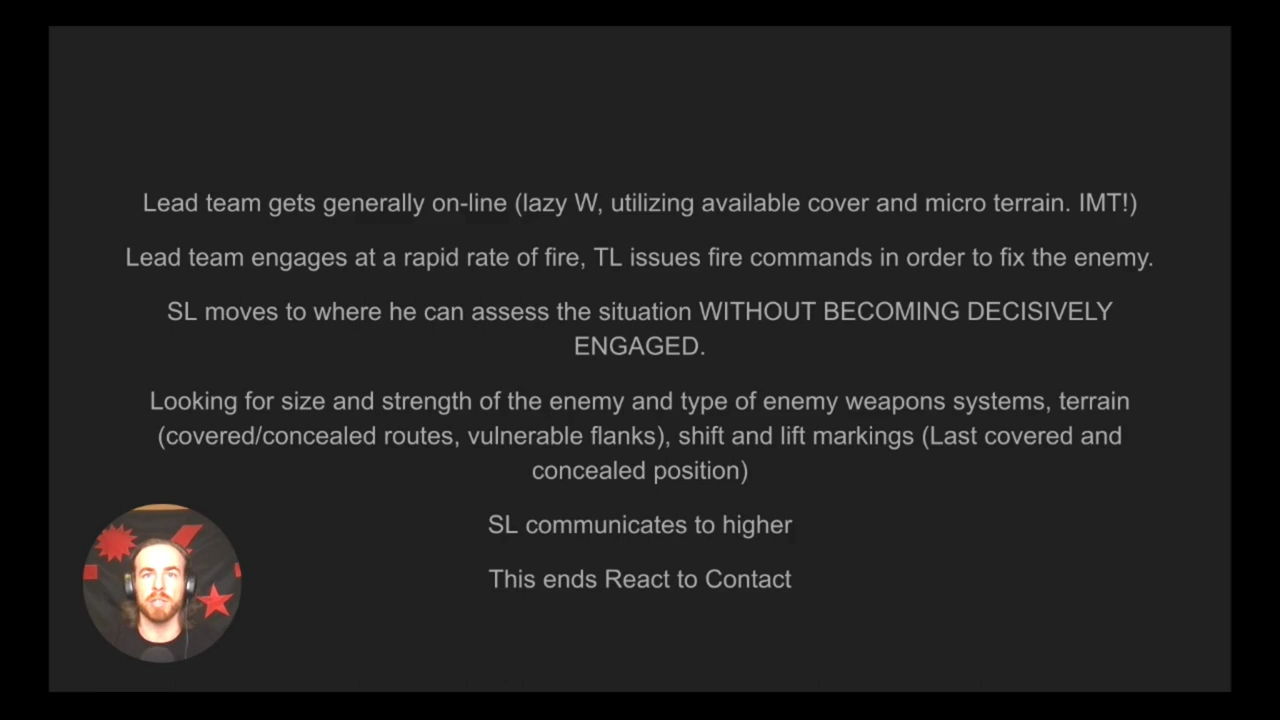 Lead team gets generally on-line (lazy W, utilizing available cover and micro terrain. IMT!)
Lead team engages at a rapid rate of fire, TL issues fire commands in order to fix the enemy.
SL moves to where he can assess the situation WITHOUT BECOMING DECISIVELY
ENGAGED.
Looking for size and strength of the enemy and type of enemy weapons systems, terrain
(covered/concealed routes, vulnerable flanks), shift and lift markings (Last covered and
concealed position)
SL communicates to higher
This ends React to Contact